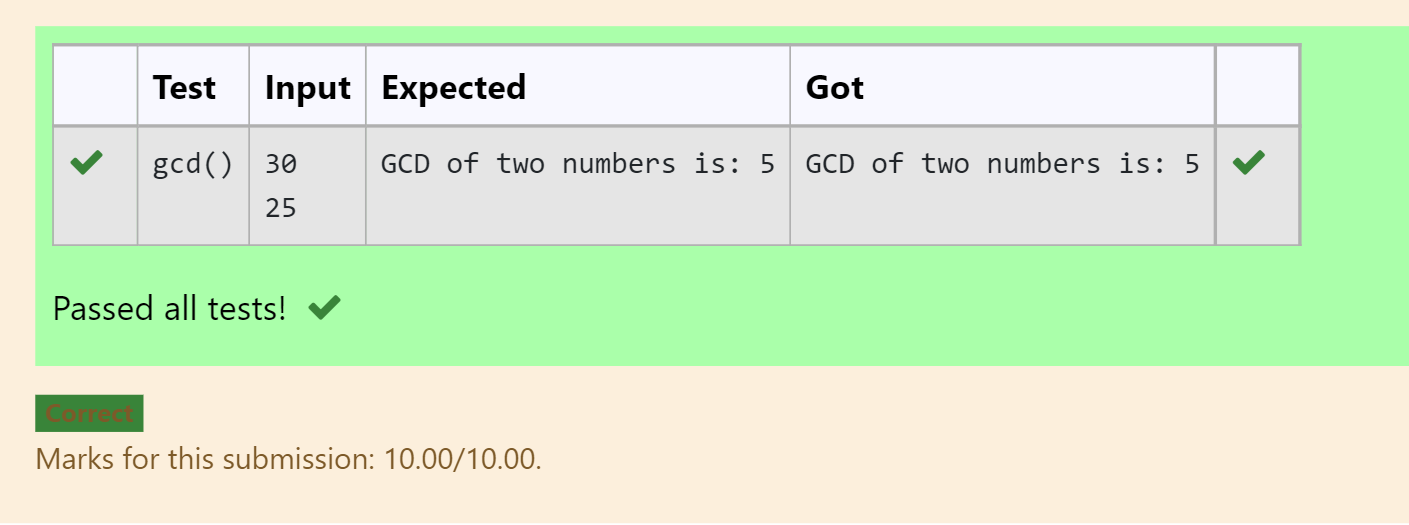 Test Input Expected Got
gcd() 30 GCD of two numbers is: 5 GCD of two numbers is: 5
25
Passed all tests!
Correct
Marks for this submission: 10.00/10.00.